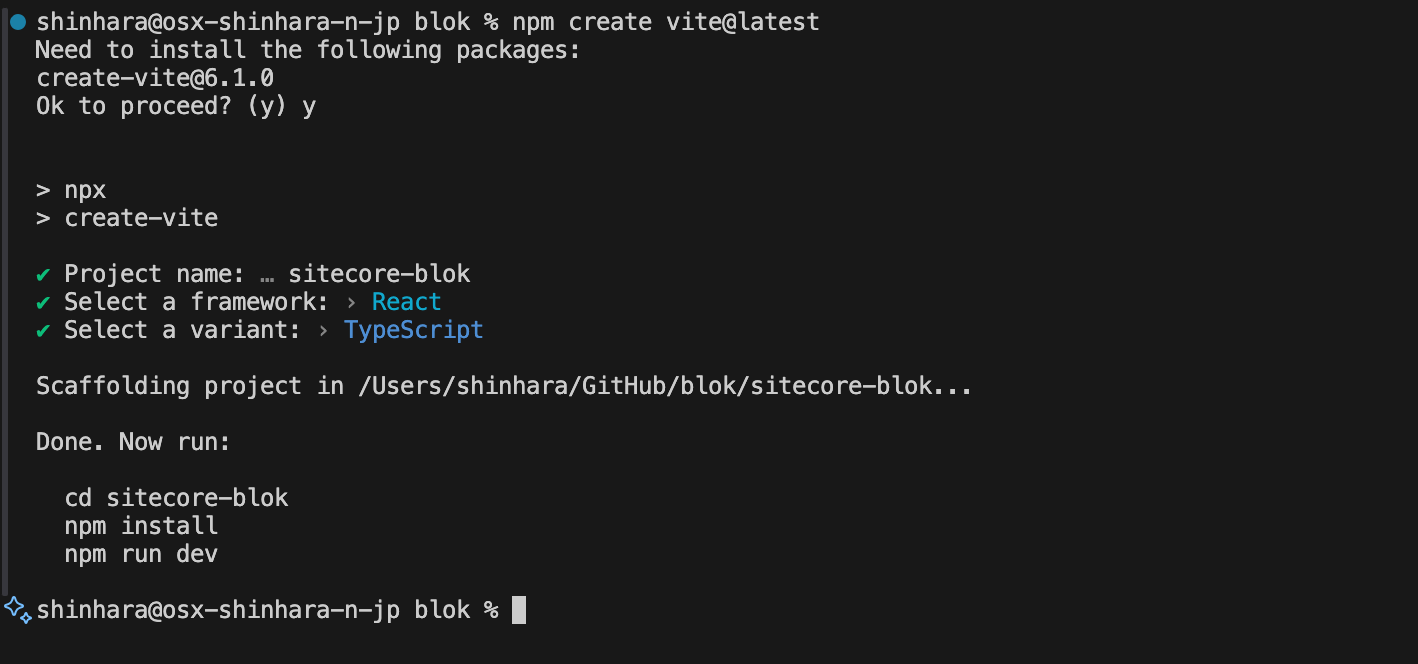 shinhara@osx-shinhara-n-jp blok % npm create vite@latest
Need to install the following packages:
create-vite@6.1.0
Ok to proceed? (y) y
> npx
> create-vite
✔ Project name: … sitecore-blok
✔ Select a framework: › React
✔ Select a variant: › TypeScript
Scaffolding project in /Users/shinhara/GitHub/blok/sitecore-blok...
Done. Now run:
cd sitecore-blok
npm install
npm run dev
shinhara@osx-shinhara-n-jp blok %